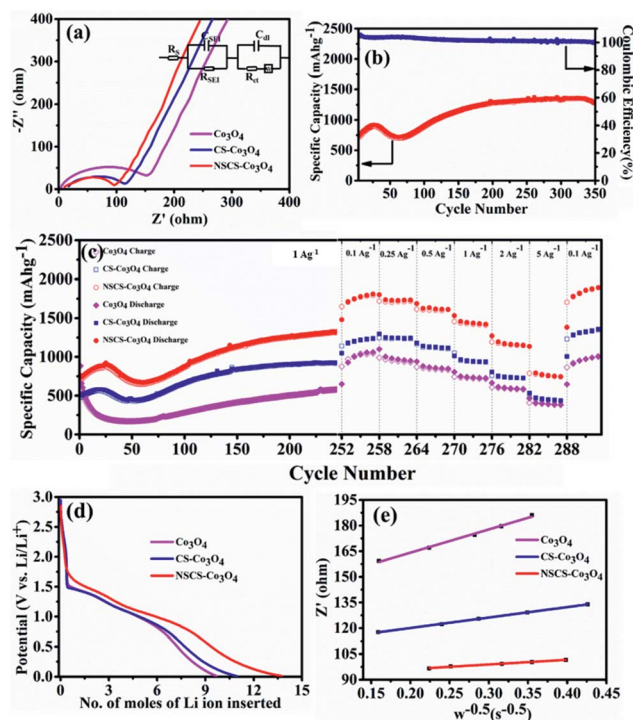 (a)
-Z'' (ohm)
400
300
200
100
0
0 100 200 300 400
Z' (ohm)
R_S
C_SEI
R_SEI
C_dl
R_ct
Co₃O₄
CS-Co₃O₄
NSCS-Co₃O₄
(b)
Specific Capacity (mAhg⁻¹)
2500
2000
1500
1000
500
0
50 100 150 200 250 300 350
Cycle Number
Coulombic Efficiency(%)
100
80
60
40
20
0
(c)
Specific Capacity (mAhg⁻¹)
2500
2000
1500
1000
500
0
Co₃O₄ Charge
CS-Co₃O₄ Charge
NSCS-Co₃O₄ Charge
Co₃O₄ Discharge
CS-Co₃O₄ Discharge
NSCS-Co₃O₄ Discharge
1 Ag⁻¹ 0.1 Ag⁻¹ 0.25 Ag⁻¹ 0.5 Ag⁻¹ 1 Ag⁻¹ 2 Ag⁻¹ 5 Ag⁻¹ 0.1 Ag⁻¹
0 50 100 150 200 252 258 264 270 276 282 288
Cycle Number
(d)
Potential (V vs. Li/Li⁺)
3.0
2.5
2.0
1.5
1.0
0.5
0.0
0 3 6 9 12 15
No. of moles of Li ion inserted
Co₃O₄
CS-Co₃O₄
NSCS-Co₃O₄
(e)
Z' (ohm)
195
180
165
150
135
120
105
90
0.15 0.20 0.25 0.30 0.35 0.40 0.45
w⁻⁰·⁵(s⁻⁰·⁵)
Co₃O₄
CS-Co₃O₄
NSCS-Co₃O₄